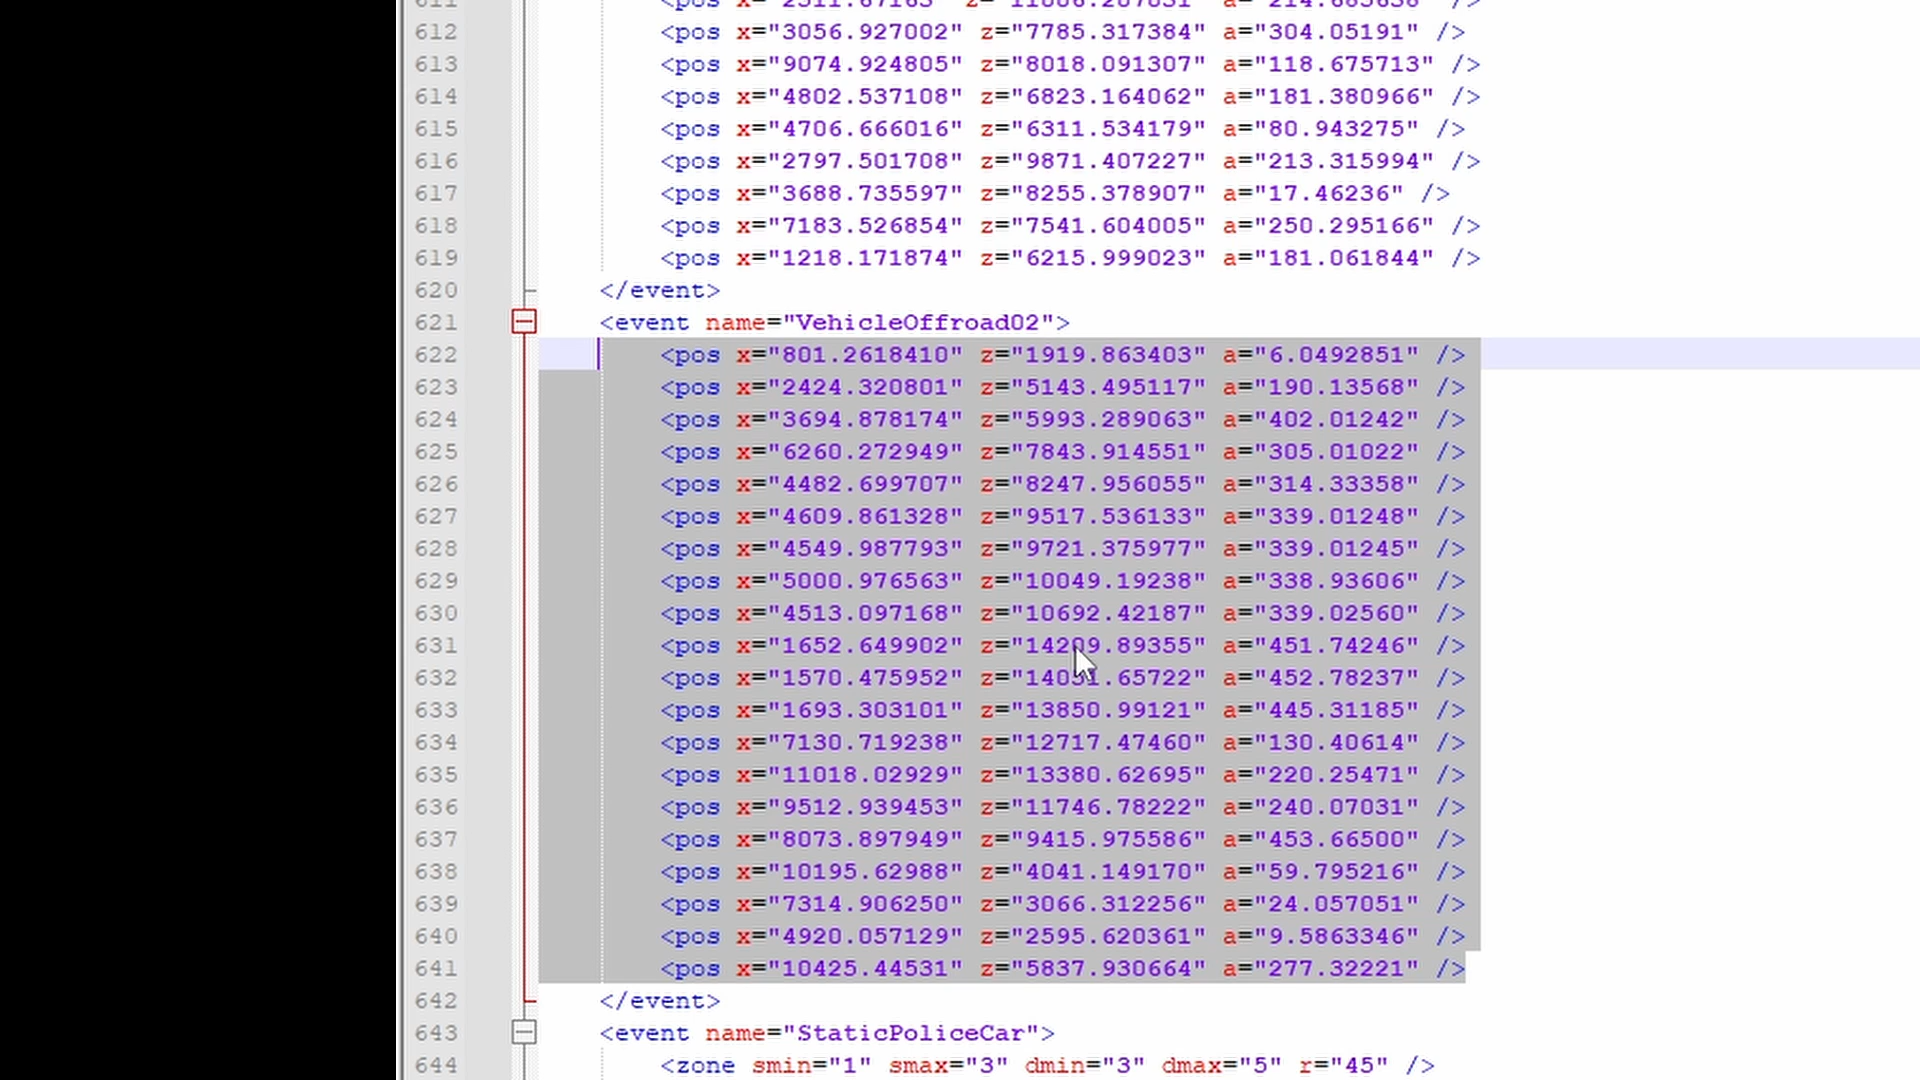 612 <pos x="3056.927002" z="7785.317384" a="304.05191" />
613 <pos x="9074.924805" z="8018.091307" a="118.675713" />
614 <pos x="4802.537108" z="6823.164062" a="181.380966" />
615 <pos x="4706.666016" z="6311.534179" a="80.943275" />
616 <pos x="2797.501708" z="9871.407227" a="213.315994" />
617 <pos x="3688.735597" z="8255.378907" a="17.46236" />
618 <pos x="7183.526854" z="7541.604005" a="250.295166" />
619 <pos x="1218.171874" z="6215.999023" a="181.061844" />
620 </event>
621 <event name="VehicleOffroad02">
622 <pos x="801.2618410" z="1919.863403" a="6.0492851" />
623 <pos x="2424.320801" z="5143.495117" a="190.13568" />
624 <pos x="3694.878174" z="5993.289063" a="402.01242" />
625 <pos x="6260.272949" z="7843.914551" a="305.01022" />
626 <pos x="4482.699707" z="8247.956055" a="314.33358" />
627 <pos x="4609.861328" z="9517.536133" a="339.01248" />
628 <pos x="4549.987793" z="9721.375977" a="339.01245" />
629 <pos x="5000.976563" z="10049.19238" a="338.93606" />
630 <pos x="4513.097168" z="10692.42187" a="339.02560" />
631 <pos x="1652.649902" z="14209.89355" a="451.74246" />
632 <pos x="1570.475952" a="452.78237" />
633 <pos x="1693.303101" z="13850.99121" a="445.31185" />
634 <pos x="7130.719238" z="12717.47460" a="130.40614" />
635 <pos x="11018.02929" z="13380.62695" a="220.25471" />
636 <pos x="9512.939453" z="11746.78222" a="240.07031" />
637 <pos x="8073.897949" z="9415.975586" a="453.66500" />
638 <pos x="10195.62988" z="4041.149170" a="59.795216" />
639 <pos x="7314.906250" z="3066.312256" a="24.057051" />
640 <pos x="4920.057129" z="2595.620361" a="9.5863346" />
641 <pos x="10425.44531" z="5837.930664" a="277.32221" />
642 </event>
643 <event name="StaticPoliceCar">
644 <zone smin="1" smax="3" dmin="3" dmax="5" r="45" />